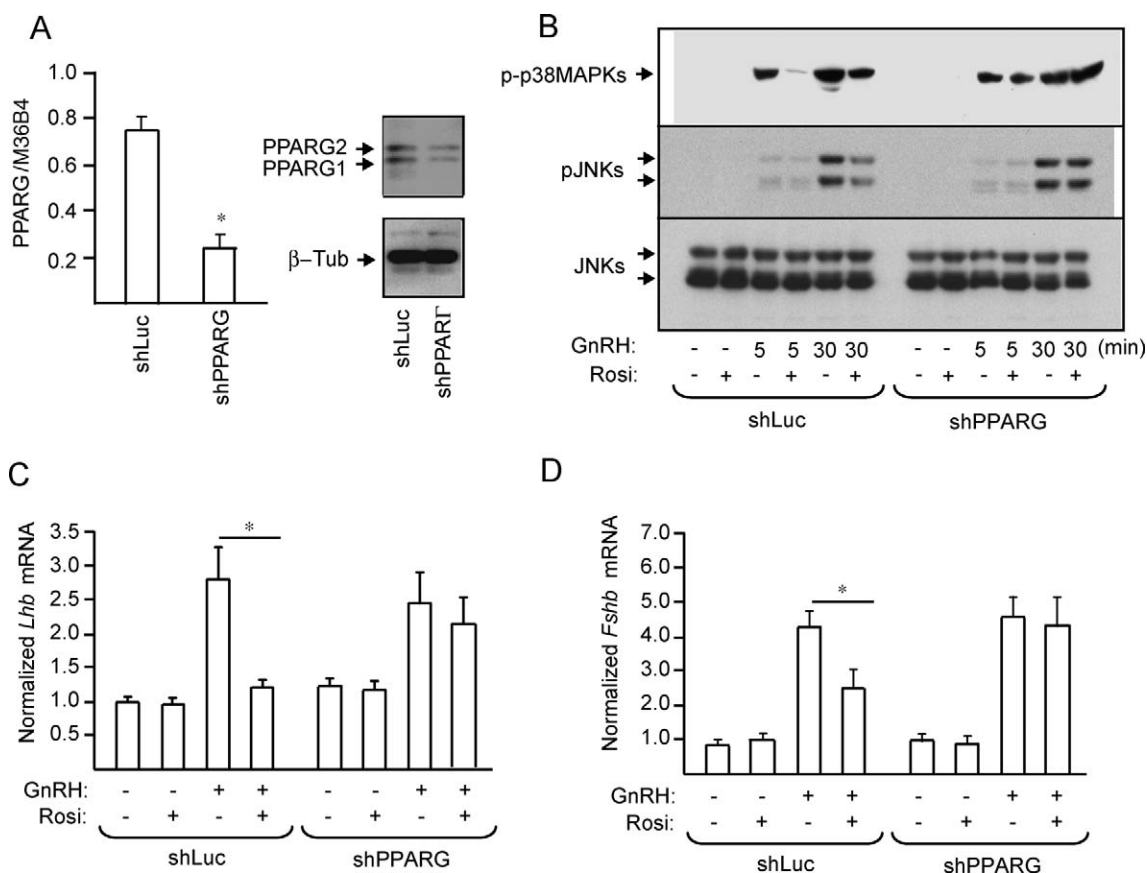 A
PPARG/M36B4
1.0
0.8
0.6
0.4
0.2
*
shLuc
shPPARG
PPARG2
PPARG1
β-Tub
shLuc
shPPARΓ
B
p-p38MAPKs
pJNKs
JNKs
GnRH: - - 5 5 30 30 - - 5 5 30 30 (min)
Rosi: - + - + - + - + - + - +
shLuc shPPARG
C
Normalized Lhb mRNA
3.5
3.0
2.5
2.0
1.5
1.0
0.5
*
GnRH: - - + + - - + +
Rosi: - + - + - + - +
shLuc shPPARG
D
Normalized Fshb mRNA
7.0
6.0
5.0
4.0
3.0
2.0
1.0
*
GnRH: - - + + - - + +
Rosi: - + - + - + - +
shLuc shPPARG